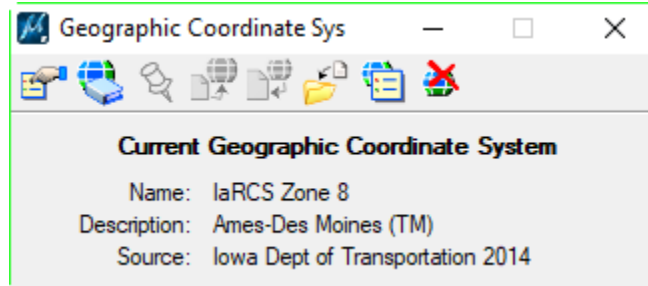 Geographic Coordinate Sys
Current Geographic Coordinate System
Name: IaRCS Zone 8
Description: Ames-Des Moines (TM)
Source: Iowa Dept of Transportation 2014